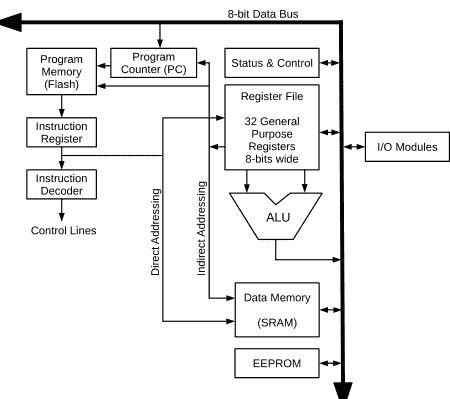 8-bit Data Bus
Program
Memory
(Flash)
Program
Counter (PC)
Status & Control
Register File
32 General
Purpose
Registers
8-bits wide
Instruction
Register
I/O Modules
Instruction
Decoder
ALU
Control Lines
Direct Addressing
Indirect Addressing
Data Memory
(SRAM)
EEPROM